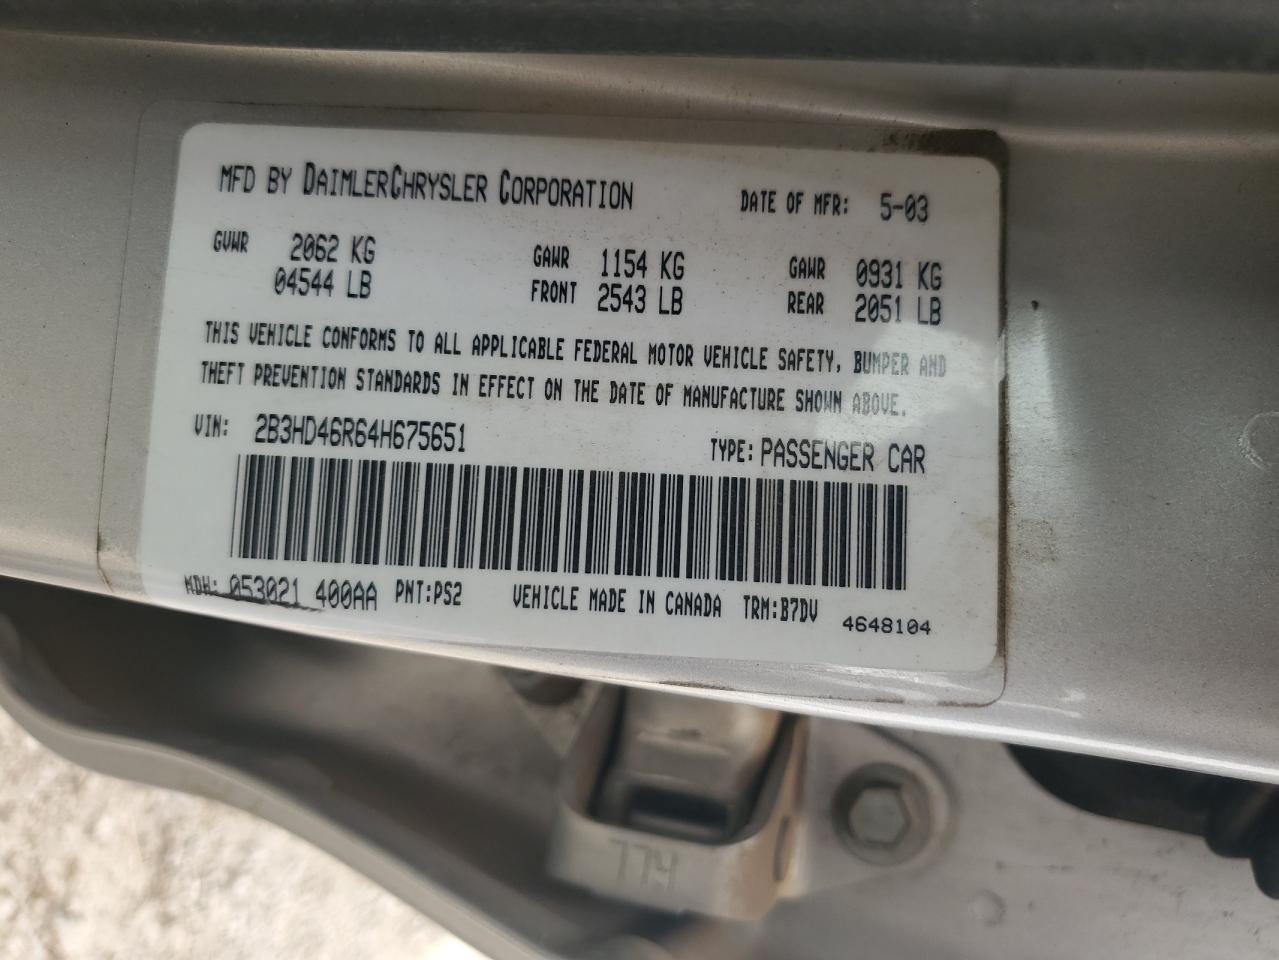 MFD BY DAIMLERCHRYSLER CORPORATION DATE OF MFR: 5-03
GVWR 2062 KG GAWR 1154 KG GAWR 0931 KG
04544 LB FRONT 2543 LB REAR 2051 LB
THIS VEHICLE CONFORMS TO ALL APPLICABLE FEDERAL MOTOR VEHICLE SAFETY, BUMPER AND
THEFT PREVENTION STANDARDS IN EFFECT ON THE DATE OF MANUFACTURE SHOWN ABOVE.
VIN: 2B3HD46R64H675651 TYPE: PASSENGER CAR
MDH: 053021 400AA PNT:PS2 VEHICLE MADE IN CANADA TRM:B7DV 4648104
774